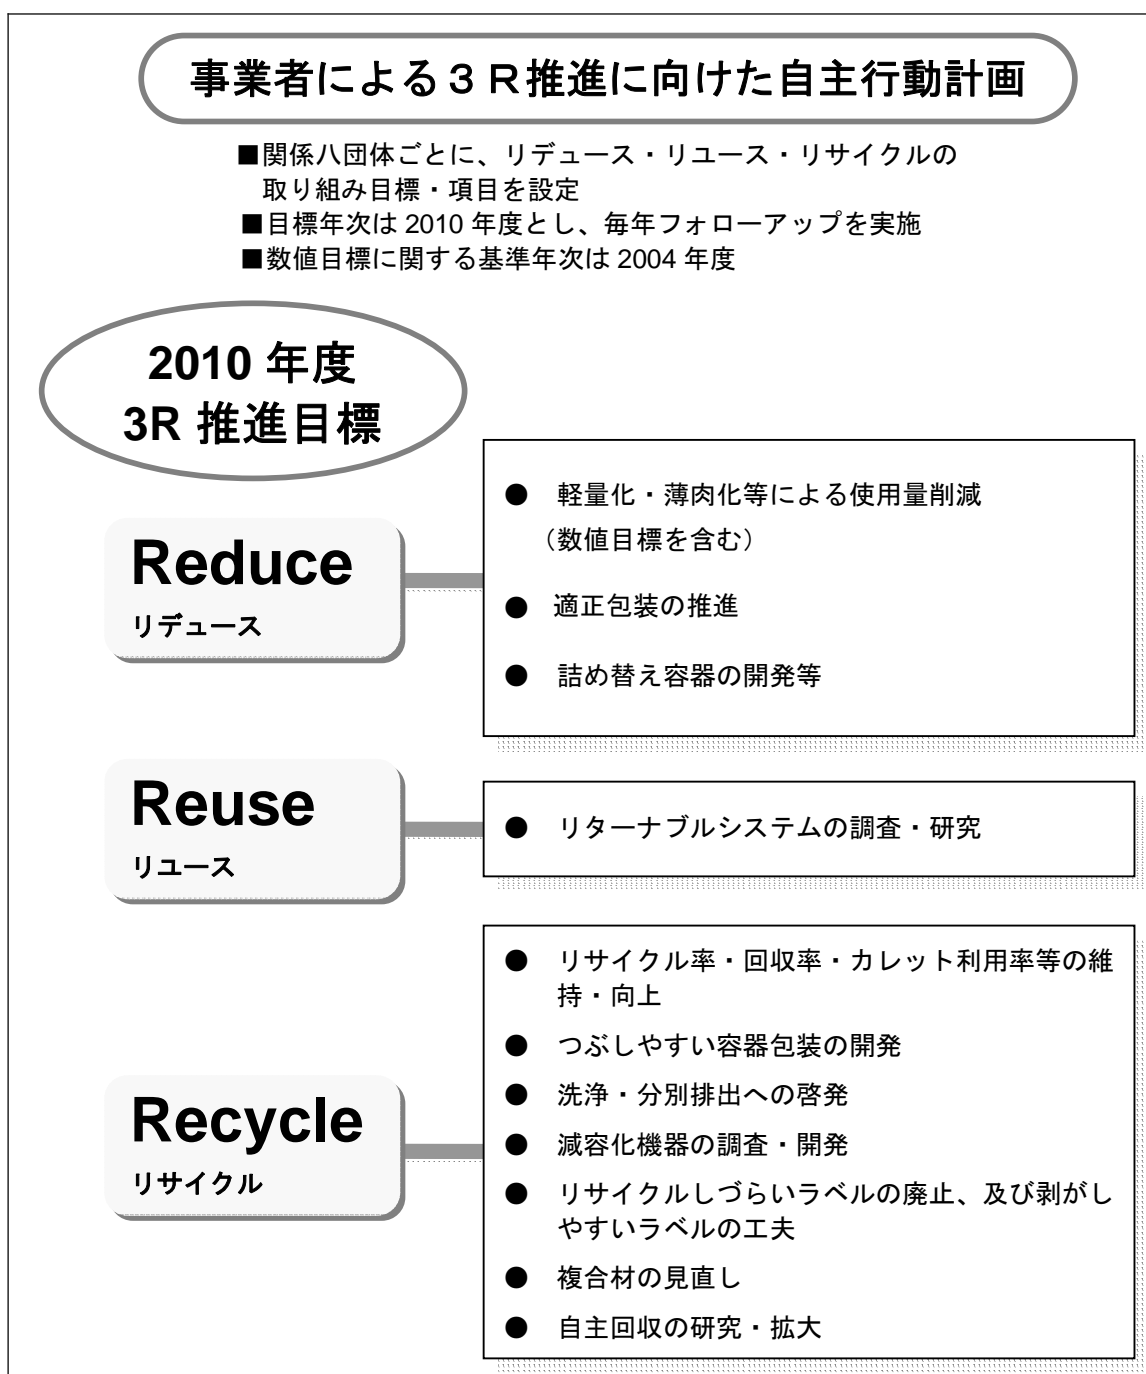 事業者による３Ｒ推進に向けた自主行動計画
■関係八団体ごとに、リデュース・リユース・リサイクルの
取り組み目標・項目を設定
■目標年次は 2010 年度とし、毎年フォローアップを実施
■数値目標に関する基準年次は 2004 年度
2010 年度
3R 推進目標
Reduce
リデュース
● 軽量化・薄肉化等による使用量削減
（数値目標を含む）
● 適正包装の推進
● 詰め替え容器の開発等
Reuse
リユース
● リターナブルシステムの調査・研究
Recycle
リサイクル
● リサイクル率・回収率・カレット利用率等の維
持・向上
● つぶしやすい容器包装の開発
● 洗浄・分別排出への啓発
● 減容化機器の調査・開発
● リサイクルしづらいラベルの廃止、及び剥がし
やすいラベルの工夫
● 複合材の見直し
● 自主回収の研究・拡大